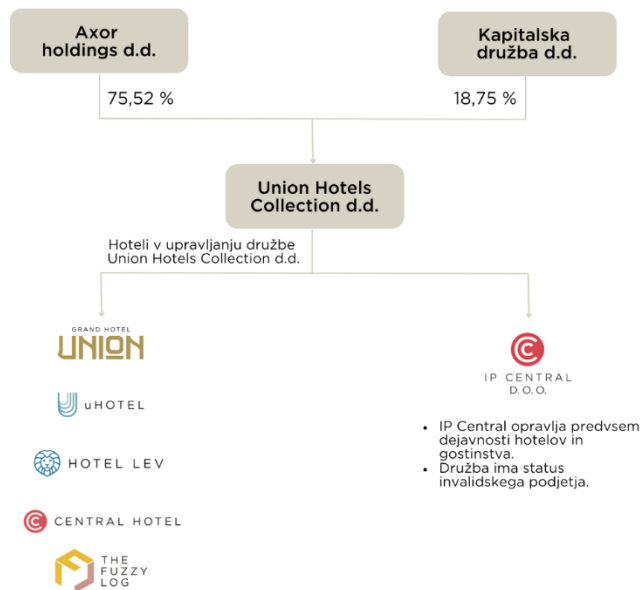 Axor
holdings d.d.
Kapitalska
družba d.d.
75,52 %
18,75 %
Union Hotels
Collection d.d.
Hoteli v upravljanju družbe
Union Hotels Collection d.d.
GRAND HOTEL
UNION
uHOTEL
HOTEL LEV
CENTRAL HOTEL
THE
FUZZY
LOG
IP CENTRAL
D.O.O.
• IP Central opravlja predvsem
dejavnosti hotelov in
gostinstva.
• Družba ima status
invalidskega podjetja.